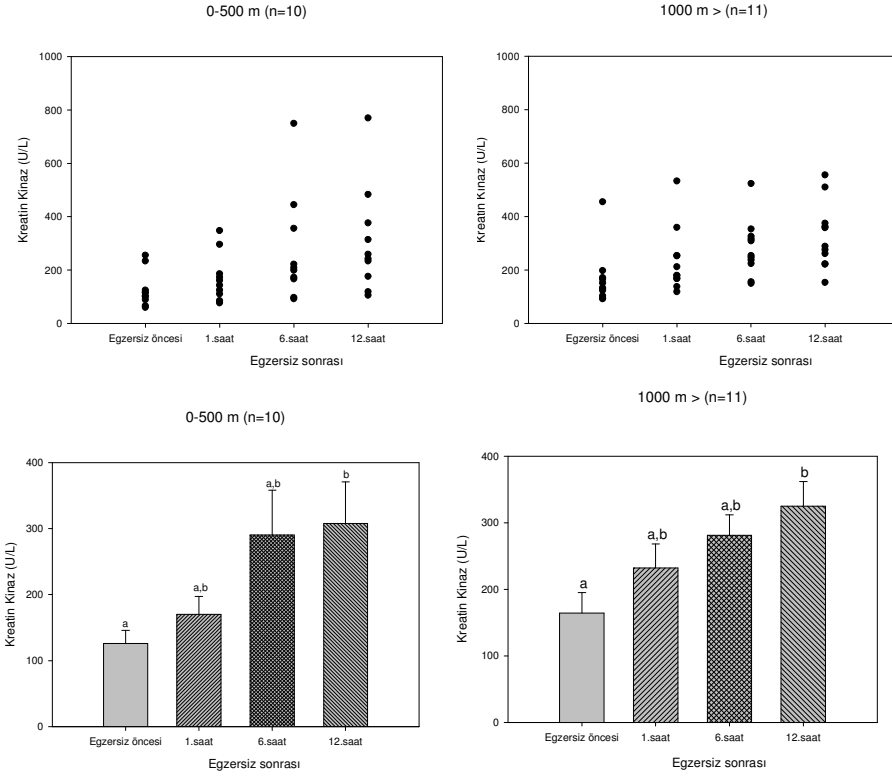 0-500 m (n=10)
1000
800
600
400
200
0
Kreatin Kinaz (U/L)
Egzersiz öncesi 1.saat 6.saat 12.saat
Egzersiz sonrası
1000 m > (n=11)
1000
800
600
400
200
0
Kreatin Kinaz (U/L)
Egzersiz öncesi 1.saat 6.saat 12.saat
Egzersiz sonrası
0-500 m (n=10)
400
300
200
100
0
Kreatin Kinaz (U/L)
a a,b a,b b
Egzersiz öncesi 1.saat 6.saat 12.saat
Egzersiz sonrası
1000 m > (n=11)
400
300
200
100
0
Kreatin Kinaz (U/L)
a a,b a,b b
Egzersiz öncesi 1.saat 6.saat 12.saat
Egzersiz sonrası